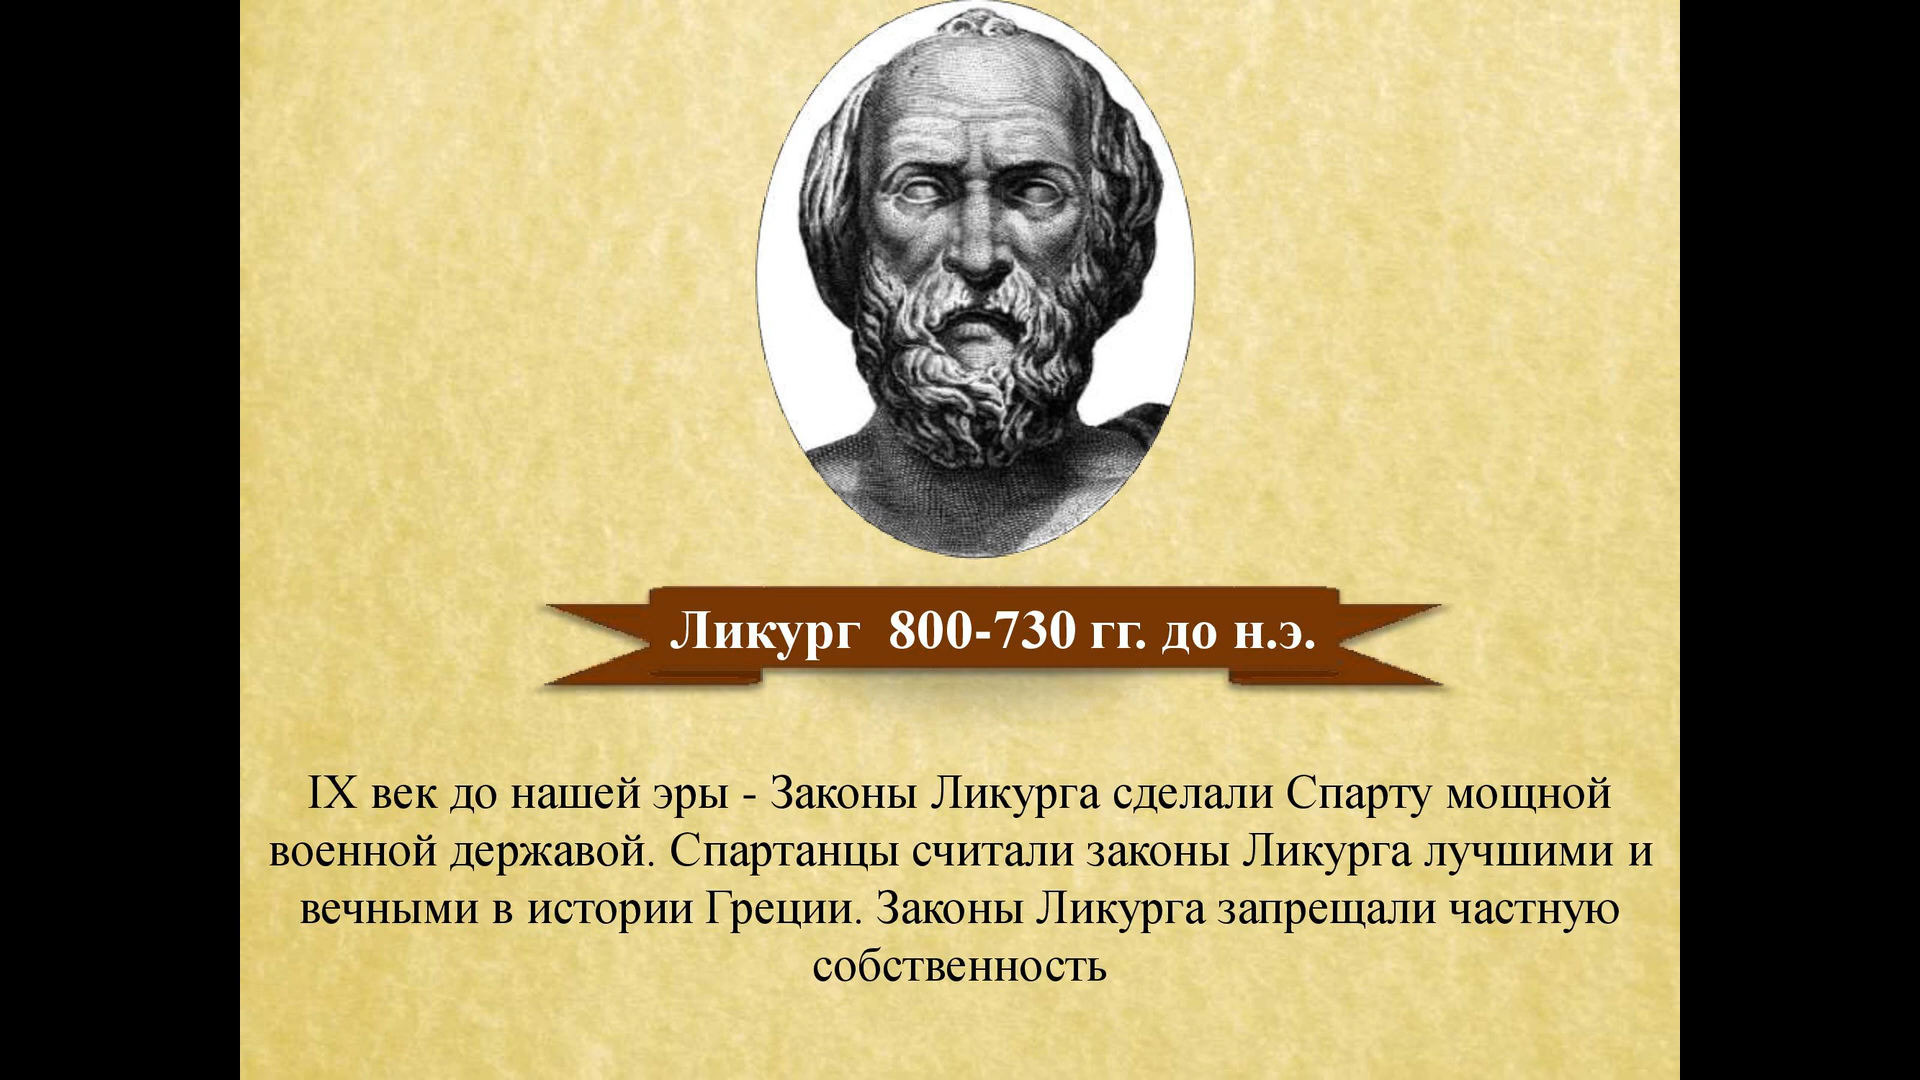 Ликург  800-730 гг. до н.э.
IX век до нашей эры - Законы Ликурга сделали Спарту мощной
военной державой. Спартанцы считали законы Ликурга лучшими и
вечными в истории Греции. Законы Ликурга запрещали частную
собственность